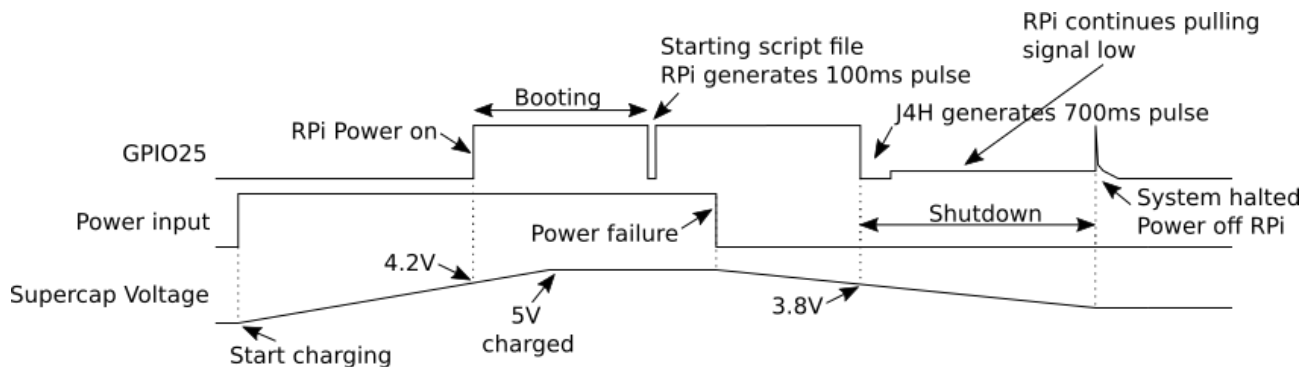 RPi continues pulling
signal low
Starting script file
RPi generates 100ms pulse
Booting
J4H generates 700ms pulse
RPi Power on
GPIO25
System halted
Power off RPi
Power input
Shutdown
Power failure
4.2V
Supercap Voltage
3.8V
5V
charged
Start charging